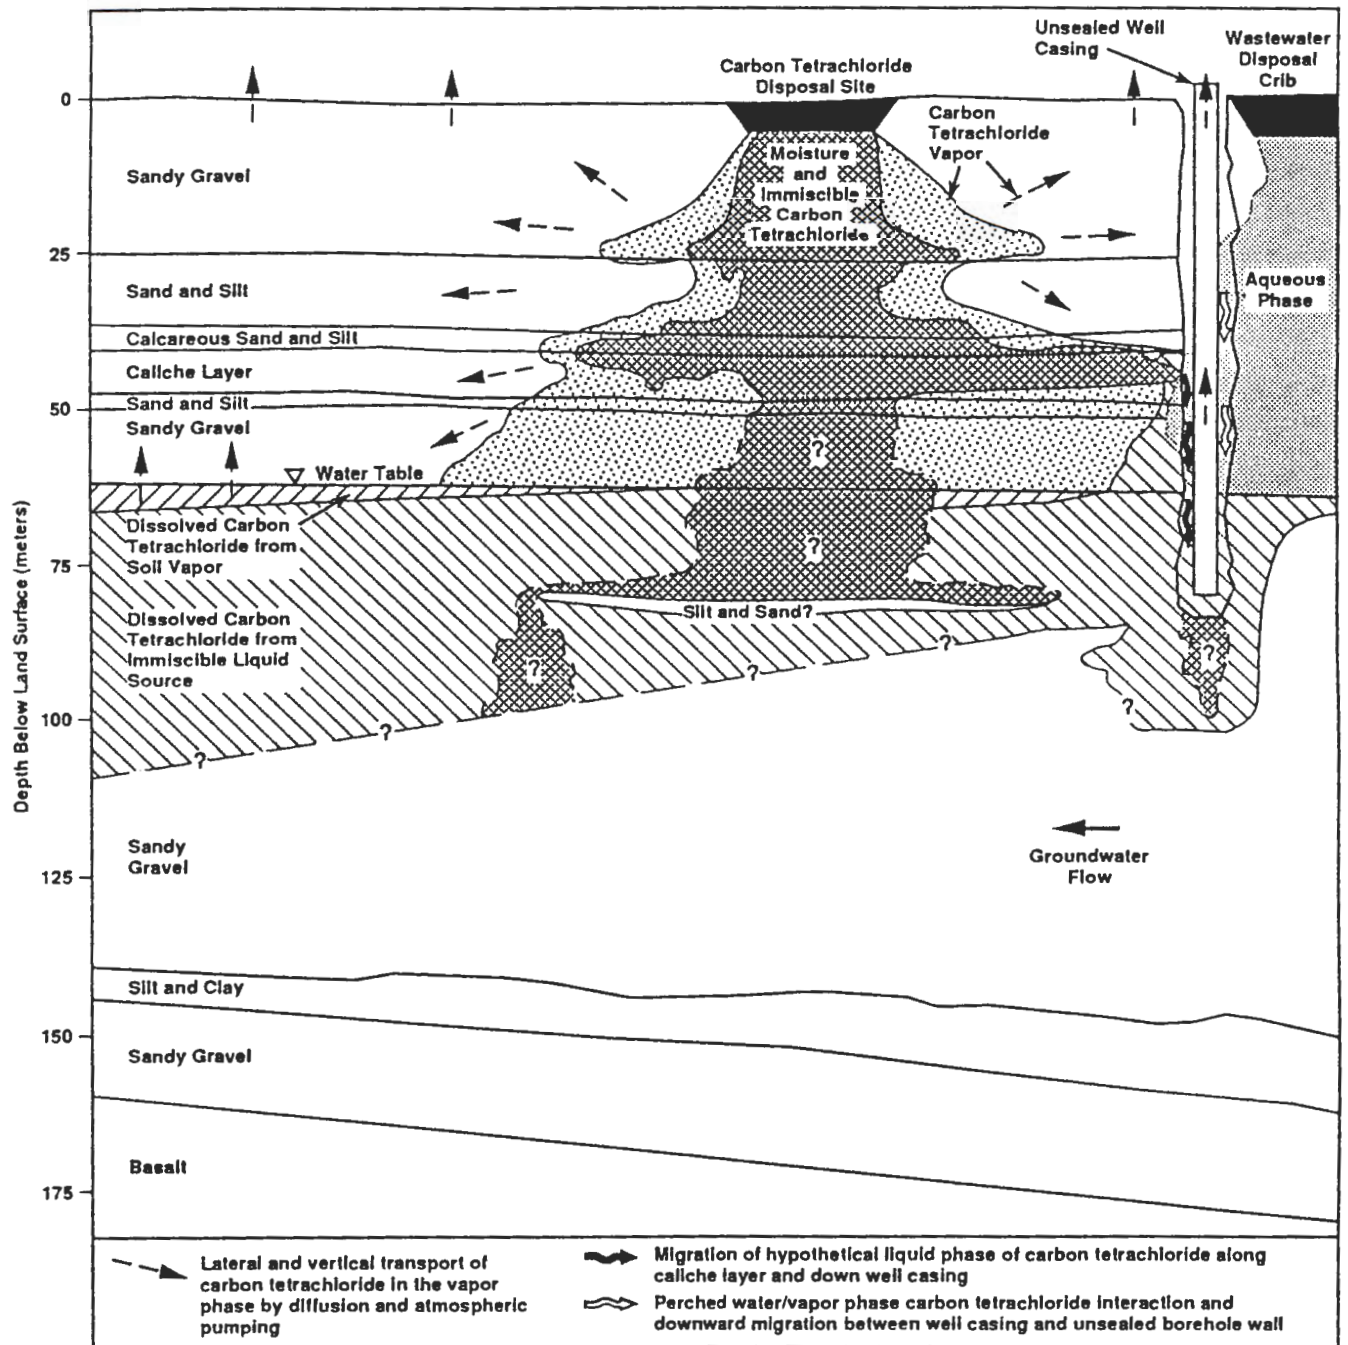 Unsealed Well
Casing
Wastewater
Disposal
Crib
Carbon Tetrachloride
Disposal Site
0
Carbon
Tetrachloride
Vapor
Moisture
and
Immiscible
Carbon
Tetrachloride
Sandy Gravel
25
Sand and Silt
Aqueous
Phase
Calcareous Sand and Silt
Caliche Layer
50
Sand and Silt
Sandy Gravel
?
Water Table
Dissolved Carbon
Tetrachloride from
Soil Vapor
?
75
Silt and Sand?
Dissolved Carbon
Tetrachloride from
Immiscible Liquid
Source
?
?
?
?
?
100
?
?
Depth Below Land Surface (meters)
Sandy
Gravel
Groundwater
Flow
125
Silt and Clay
150
Sandy Gravel
Basalt
175
Lateral and vertical transport of
carbon tetrachloride in the vapor
phase by diffusion and atmospheric
pumping
Migration of hypothetical liquid phase of carbon tetrachloride along
caliche layer and down well casing
Perched water/vapor phase carbon tetrachloride interaction and
downward migration between well casing and unsealed borehole wall